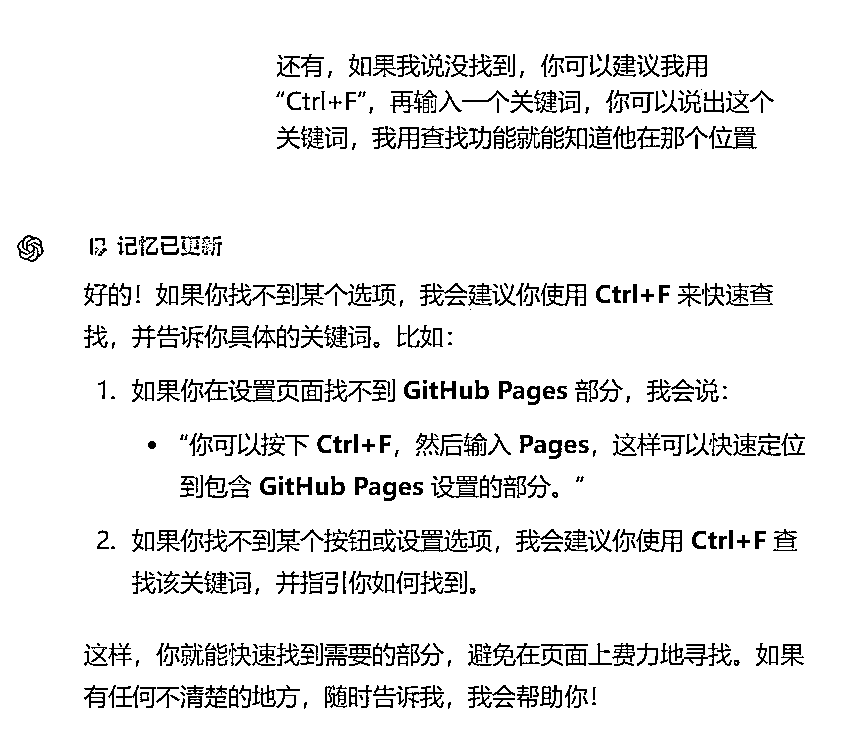 还有，如果我说没找到，你可以建议我用
“Ctrl+F”，再输入一个关键词，你可以说出这个
关键词，我用查找功能就能知道他在那个位置
记忆已更新
好的！如果你找不到某个选项，我会建议你使用 Ctrl+F 来快速查
找，并告诉你具体的关键词。比如：
1. 如果你在设置页面找不到 GitHub Pages 部分，我会说：
• “你可以按下 Ctrl+F，然后输入 Pages，这样可以快速定位
到包含 GitHub Pages 设置的部分。”
2. 如果你找不到某个按钮或设置选项，我会建议你使用 Ctrl+F 查
找该关键词，并指引你如何找到。
这样，你就能快速找到需要的部分，避免在页面上费力地寻找。如果
有任何不清楚的地方，随时告诉我，我会帮助你！